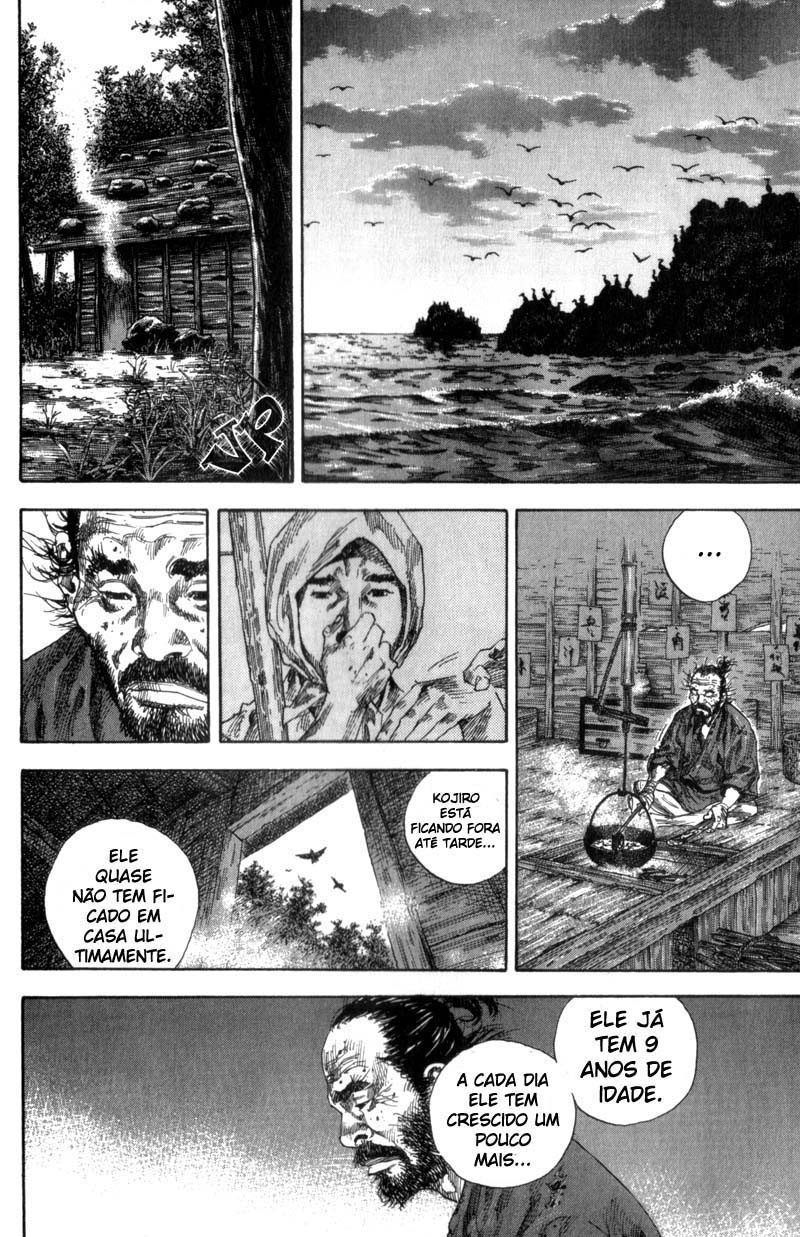 VP
...
KOJIRO
ESTÁ
FICANDO FORA
ATÉ TARDE...
ELE
QUASE
NÃO TEM FI-
CADO EM
CASA UL-
TIMAMENTE.
ELE JÁ
TEM 9
ANOS DE
IDADE.
A CADA DIA
ELE TEM
CRESCIDO UM
POUCO
MAIS...